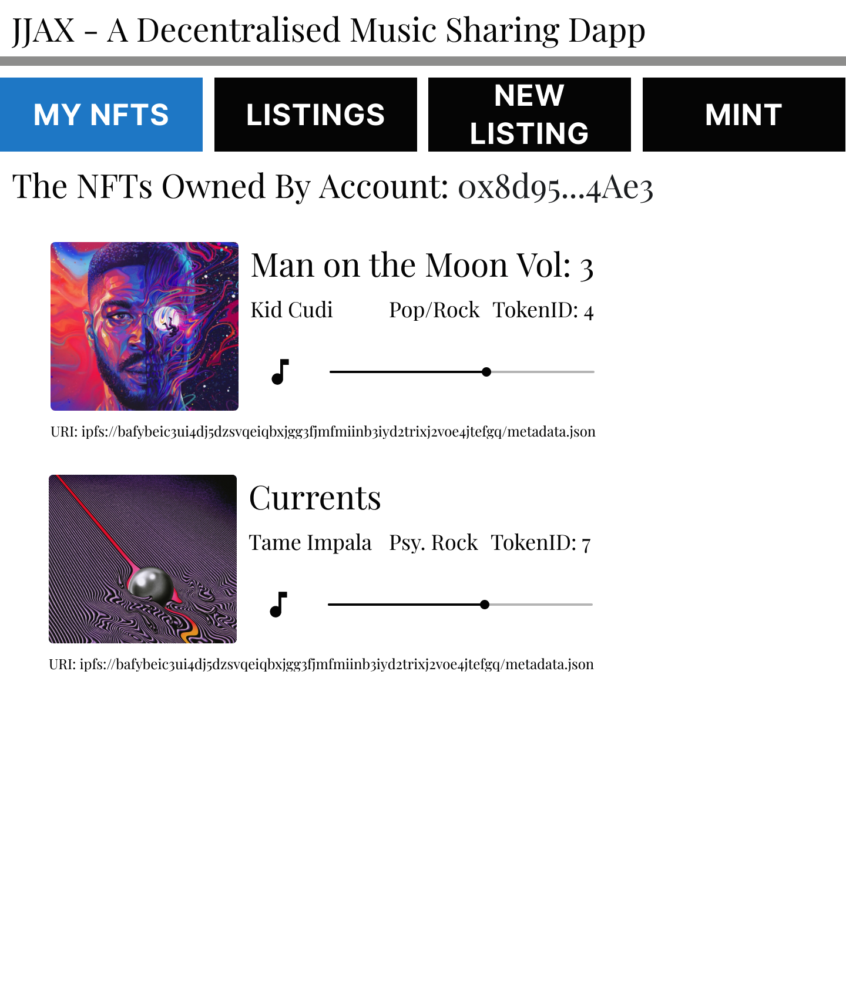 JJAX - A Decentralised Music Sharing Dapp
MY NFTS
LISTINGS
NEW
LISTING
MINT
The NFTs Owned By Account: 0x8d95...4Ae3
Man on the Moon Vol: 3
Kid Cudi Pop/Rock TokenID: 4
URI: ipfs://bafybeic3ui4dj5dzsvqeiqbxjgg3fjmfmiinb3iyd2trixj2voe4jtefgq/metadata.json
Currents
Tame Impala Psy. Rock TokenID: 7
URI: ipfs://bafybeic3ui4dj5dzsvqeiqbxjgg3fjmfmiinb3iyd2trixj2voe4jtefgq/metadata.json